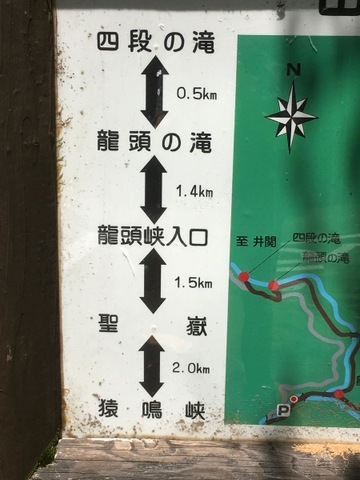 四段の滝
0.5km
龍頭の滝
1.4km
龍頭峡入口
1.5km
聖嶽
2.0km
猿鳴峡
N
至 井関
四段の滝
龍頭の滝
P